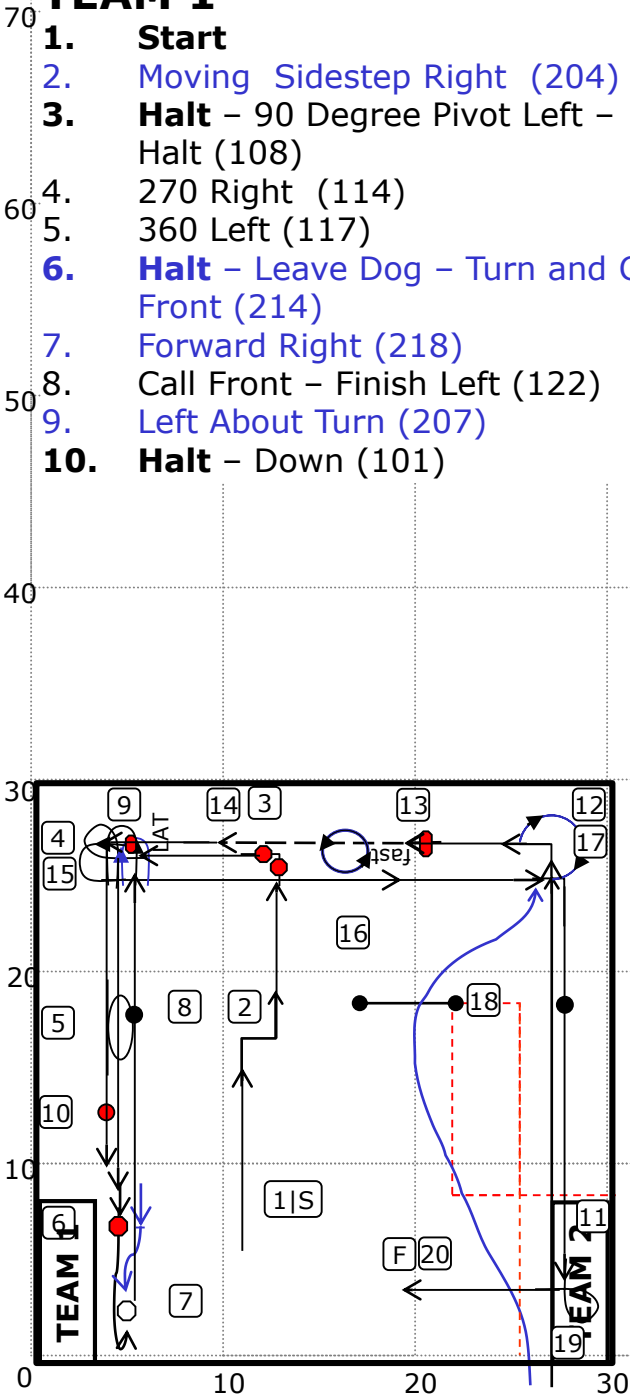 TEAM 1
70
1. Start
2. Moving Sidestep Right (204)
3. Halt – 90 Degree Pivot Left –
Halt (108)
60
4. 270 Right (114)
5. 360 Left (117)
6. Halt – Leave Dog – Turn and
Front (214)
7. Forward Right (218)
50
8. Call Front – Finish Left (122)
9. Left About Turn (207)
10. Halt – Down (101)
40
30
9 14 3 13 12
4 LAT fast 17
15
16
20
5 8 2 18
10
10
1|S
6 11
F 20
TEAM 1
7
TEAM 2
19
0 10 20 30